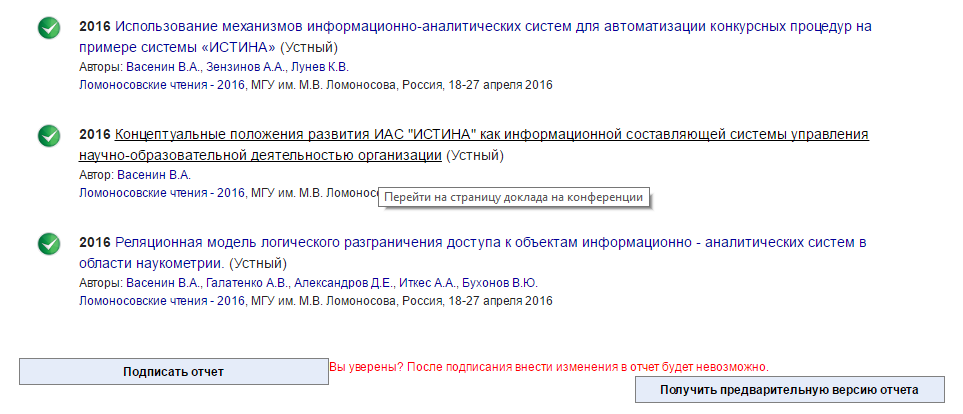 2016 Использование механизмов информационно-аналитических систем для автоматизации конкурсных процедур на
примере системы «ИСТИНА» (Устный)
Авторы: Васенин В.А., Зензинов А.А., Лунев К.В.
Ломоносовские чтения - 2016, МГУ им. М.В. Ломоносова, Россия, 18-27 апреля 2016
2016 Концептуальные положения развития ИАС "ИСТИНА" как информационной составляющей системы управления
научно-образовательной деятельностью организации (Устный)
Автор: Васенин В.А.
Ломоносовские чтения - 2016, МГУ им. М.В. Ломоносо
Перейти на страницу доклада на конференции
2016 Реляционная модель логического разграничения доступа к объектам информационно - аналитических систем в
области наукометрии. (Устный)
Авторы: Васенин В.А., Галатенко А.В., Александров Д.Е., Иткес А.А., Бухонов В.Ю.
Ломоносовские чтения - 2016, МГУ им. М.В. Ломоносова, Россия, 18-27 апреля 2016
Подписать отчет
Вы уверены? После подписания внести изменения в отчет будет невозможно.
Получить предварительную версию отчета